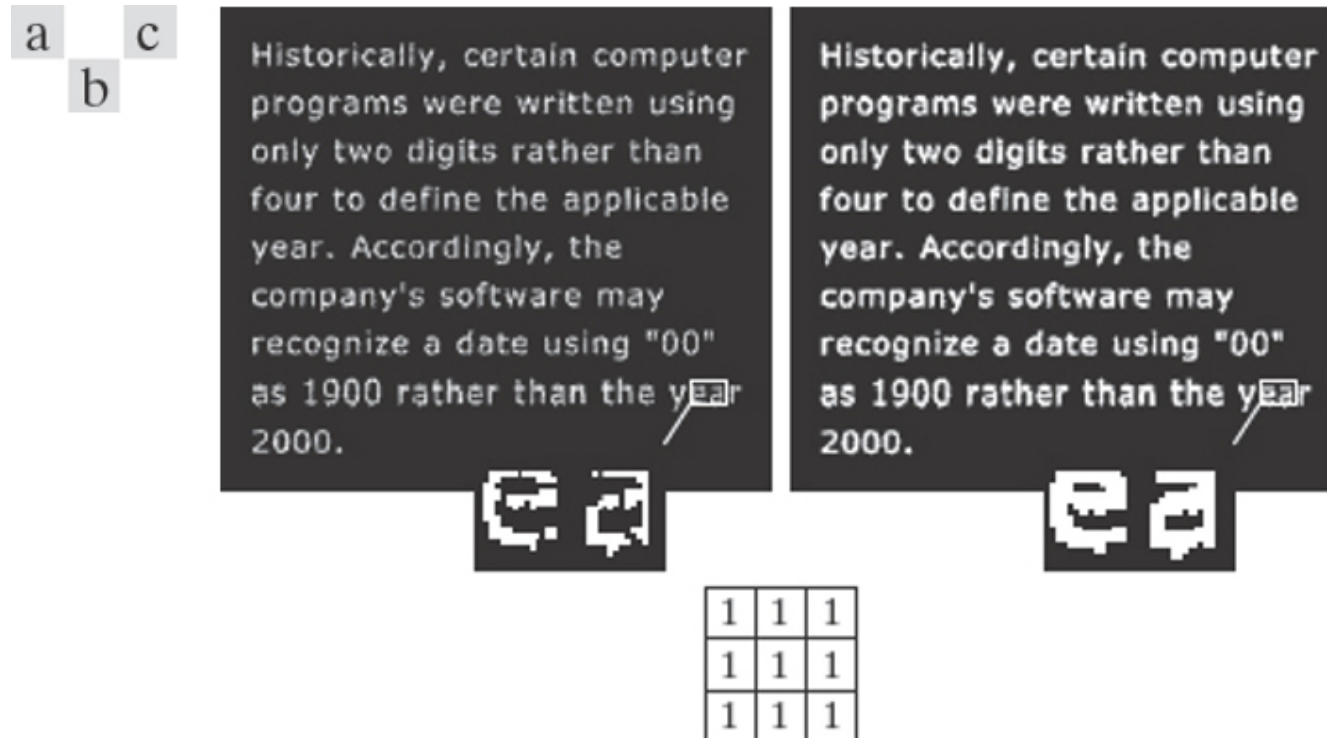 a
c
b
Historically, certain computer
programs were written using
only two digits rather than
four to define the applicable
year. Accordingly, the
company's software may
recognize a date using "00"
as 1900 rather than the year
2000.
e a
Historically, certain computer
programs were written using
only two digits rather than
four to define the applicable
year. Accordingly, the
company's software may
recognize a date using "00"
as 1900 rather than the year
2000.
e a
1 1 1
1 1 1
1 1 1